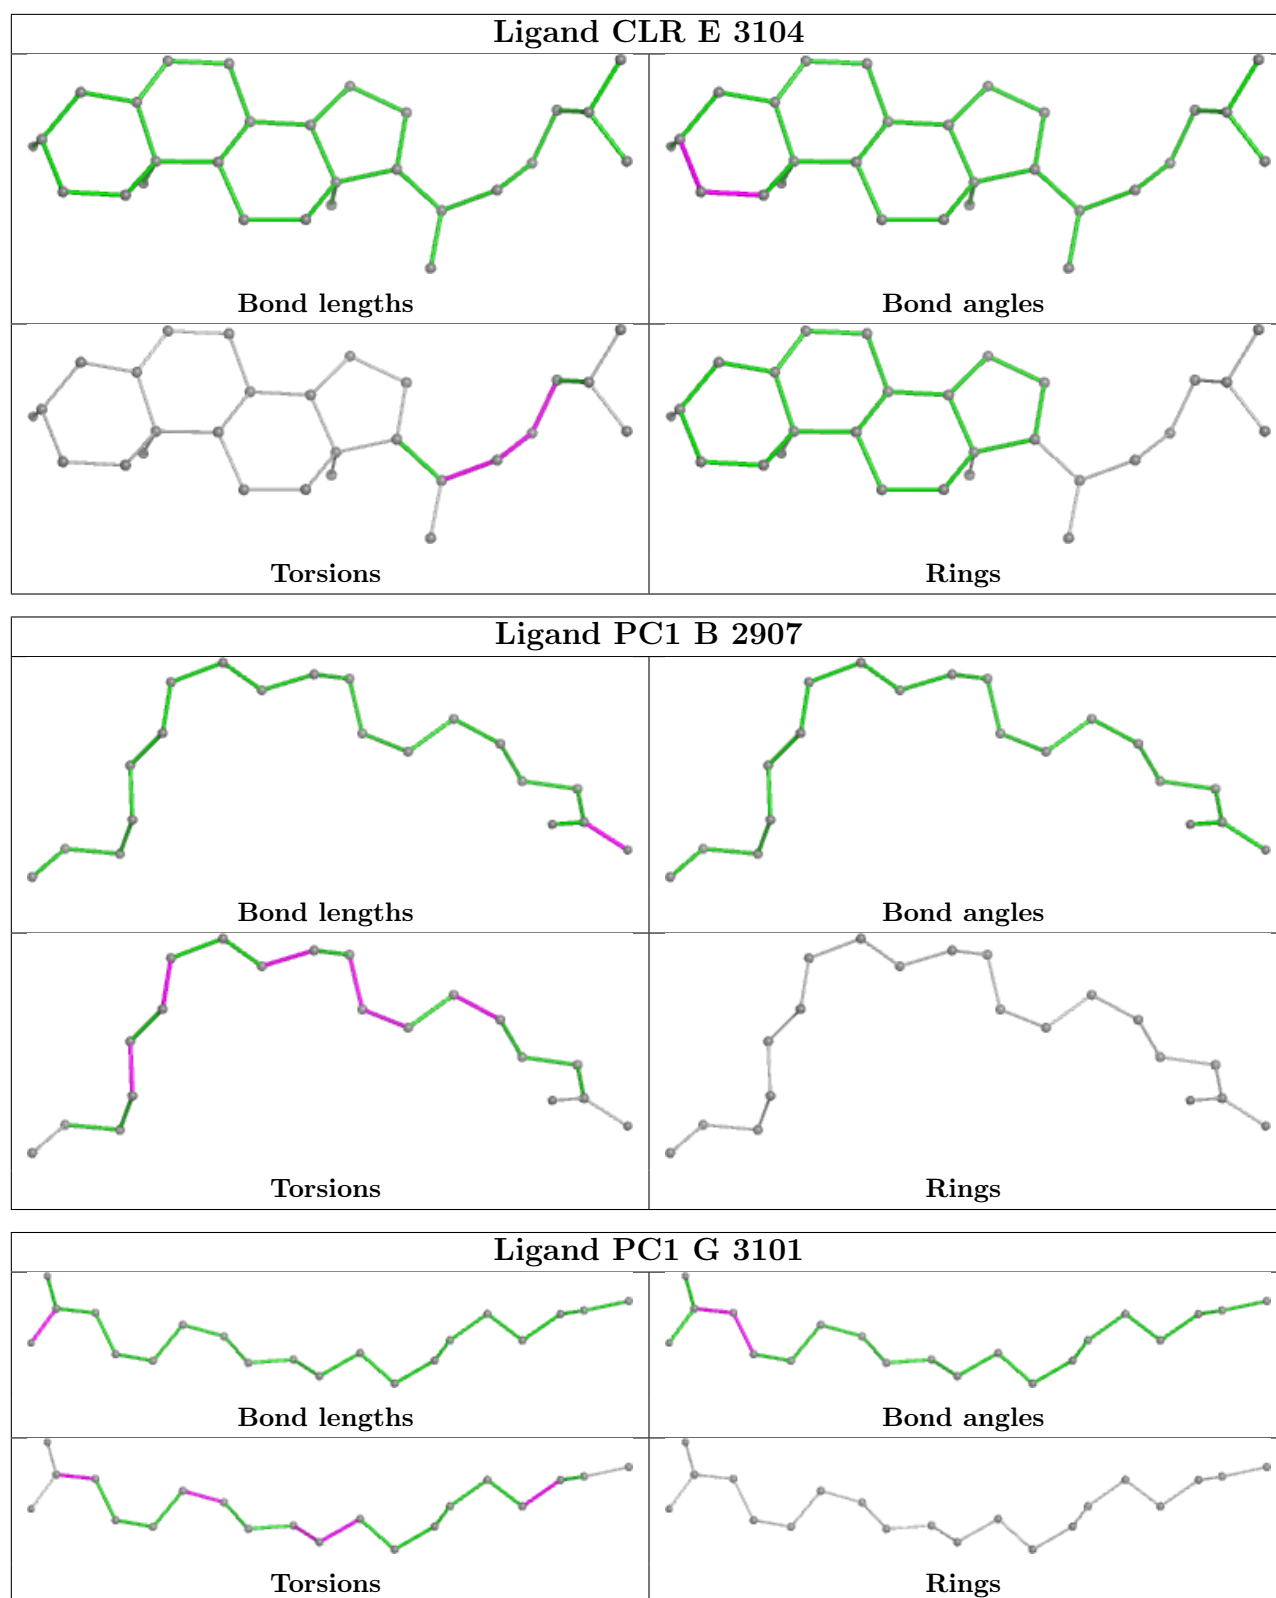 Ligand CLR E 3104
Bond lengths
Bond angles
Torsions
Rings
Ligand PC1 B 2907
Bond lengths
Bond angles
Torsions
Rings
Ligand PC1 G 3101
Bond lengths
Bond angles
Torsions
Rings